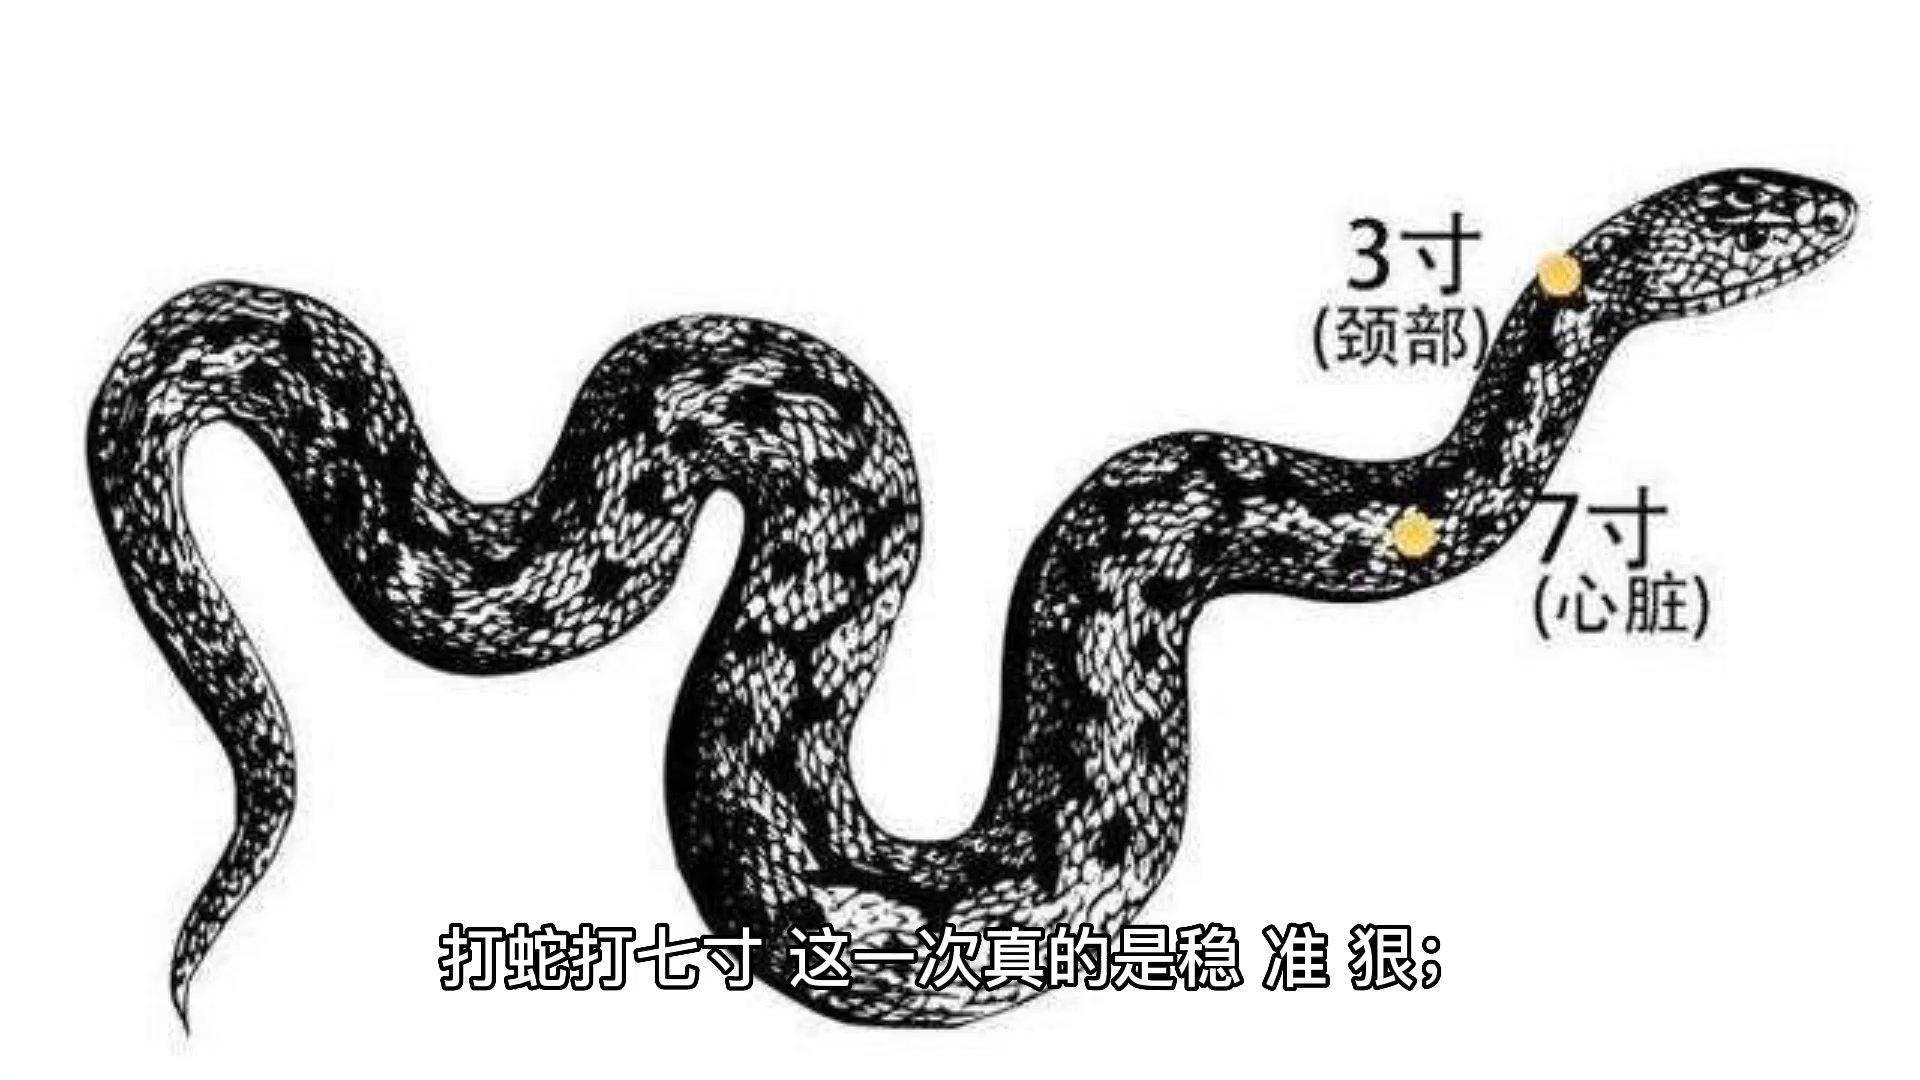 3寸
(颈部)
7寸
(心脏)
打蛇打七寸 这一次真的是稳 准 狠；